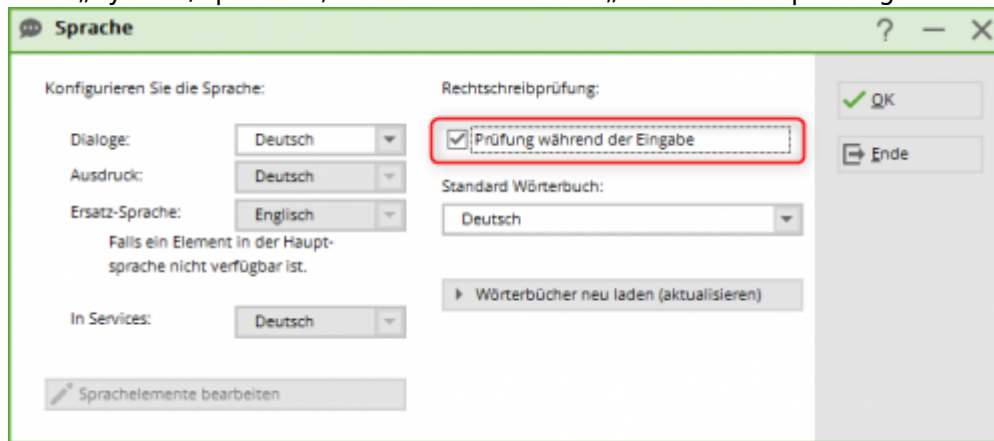 Sprache
Konfigurieren Sie die Sprache:
Dialoge: Deutsch
Ausdruck: Deutsch
Ersatz-Sprache: Englisch
Falls ein Element in der Haupt-
sprache nicht verfügbar ist.
In Services: Deutsch
Sprachelemente bearbeiten
Rechtschreibprüfung:
Prüfung während der Eingabe
Standard Wörterbuch:
Deutsch
Wörterbücher neu laden (aktualisieren)
OK
Ende